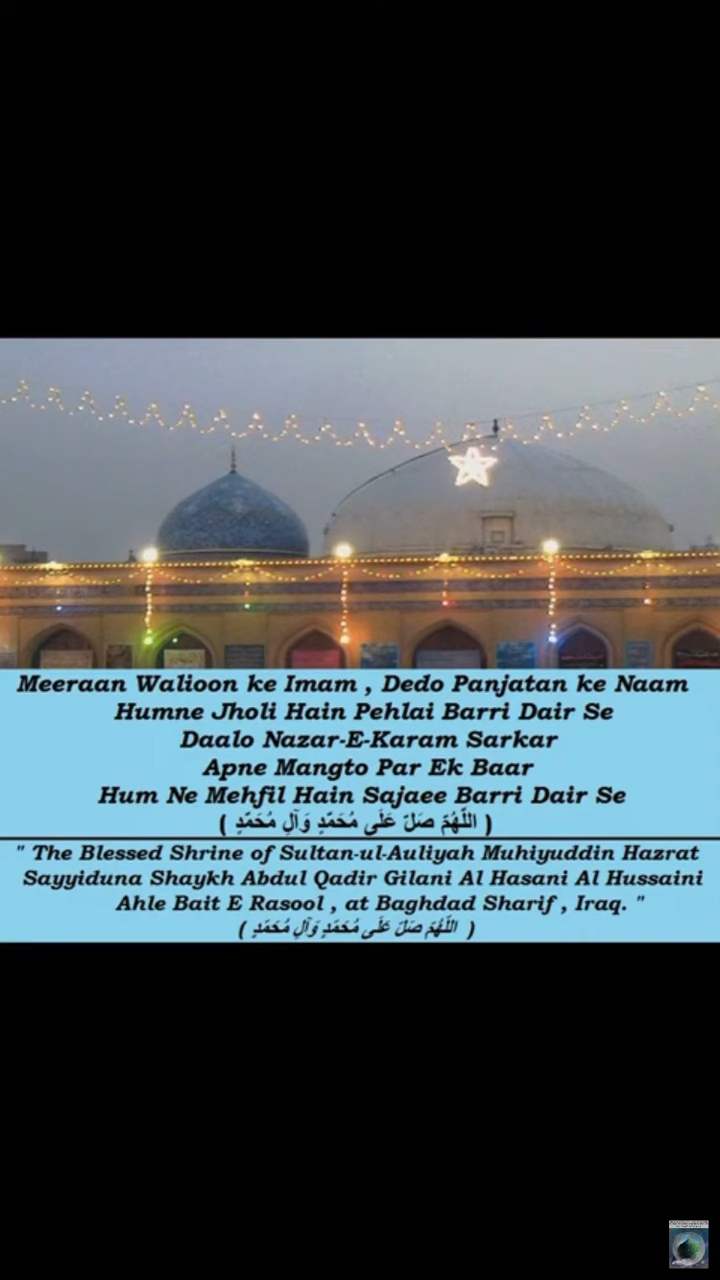 Meeraan Walioon ke Imam , Dedo Panjatan ke Naam
Humne Jholi Hain Pehlai Barri Dair Se
Daalo Nazar-E-Karam Sarkar
Apne Mangto Par Ek Baar
Hum Ne Mehfil Hain Sajaee Barri Dair Se
( اللَّهُمَّ صَلِّ عَلَى مُحَمَّدٍ وَآلِ مُحَمَّدٍ )
" The Blessed Shrine of Sultan-ul-Auliyah Muhiyuddin Hazrat
Sayyiduna Shaykh Abdul Qadir Gilani Al Hasani Al Hussaini
Ahle Bait E Rasool , at Baghdad Sharif , Iraq. "
( اللَّهُمَّ صَلِّ عَلَى مُحَمَّدٍ وَآلِ مُحَمَّدٍ )